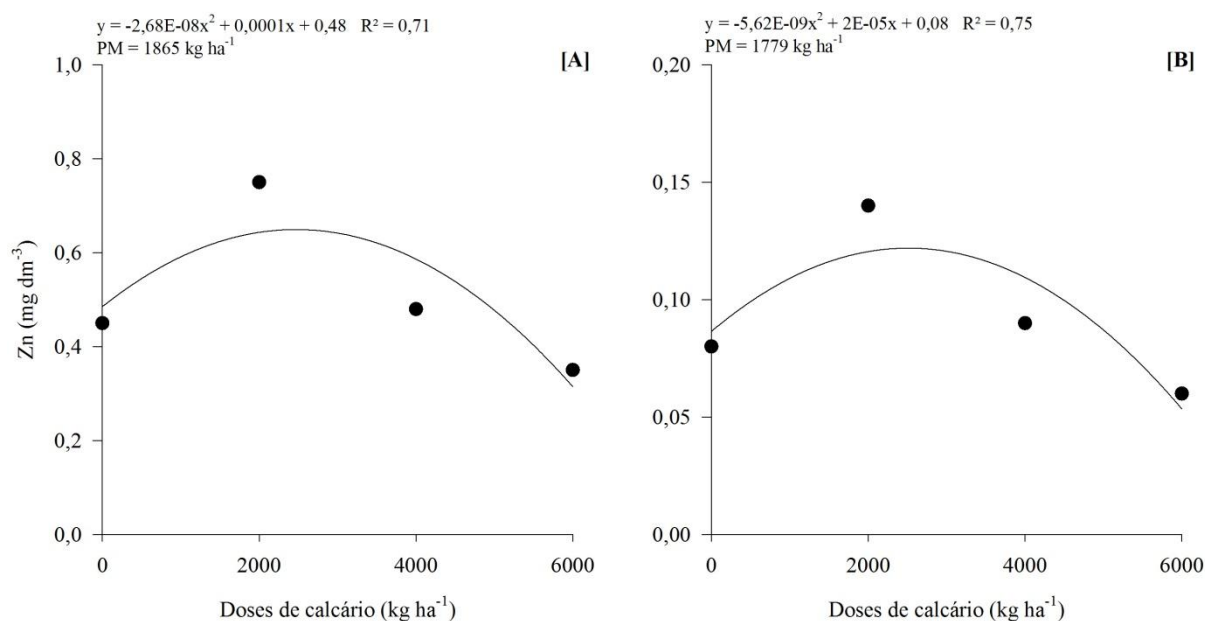 y = -2,68E-08x² + 0,0001x + 0,48 R² = 0,71
PM = 1865 kg ha⁻¹
[A]
1,0
0,8
0,6
0,4
0,2
0,0
Zn (mg dm⁻³)
0 2000 4000 6000
Doses de calcário (kg ha⁻¹)
y = -5,62E-09x² + 2E-05x + 0,08 R² = 0,75
PM = 1779 kg ha⁻¹
[B]
0,20
0,15
0,10
0,05
0,00
0 2000 4000 6000
Doses de calcário (kg ha⁻¹)